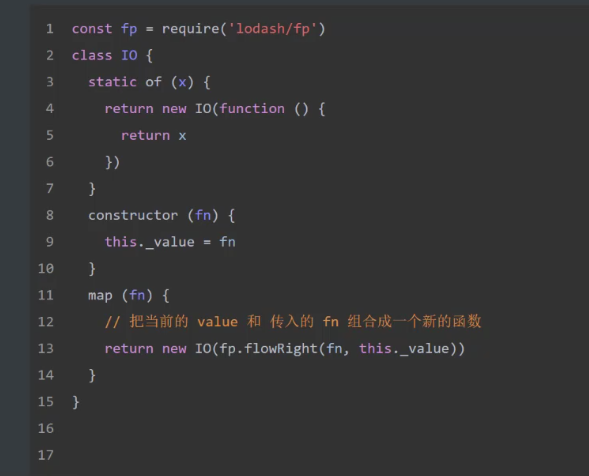 1 const fp = require('lodash/fp')
2 class IO {
3 static of (x) {
4 return new IO(function () {
5 return x
6 })
7 }
8 constructor (fn) {
9 this._value = fn
10 }
11 map (fn) {
12 // 把当前的 value 和 传入的 fn 组合成一个新的函数
13 return new IO(fp.flowRight(fn, this._value))
14 }
15 }
16
17